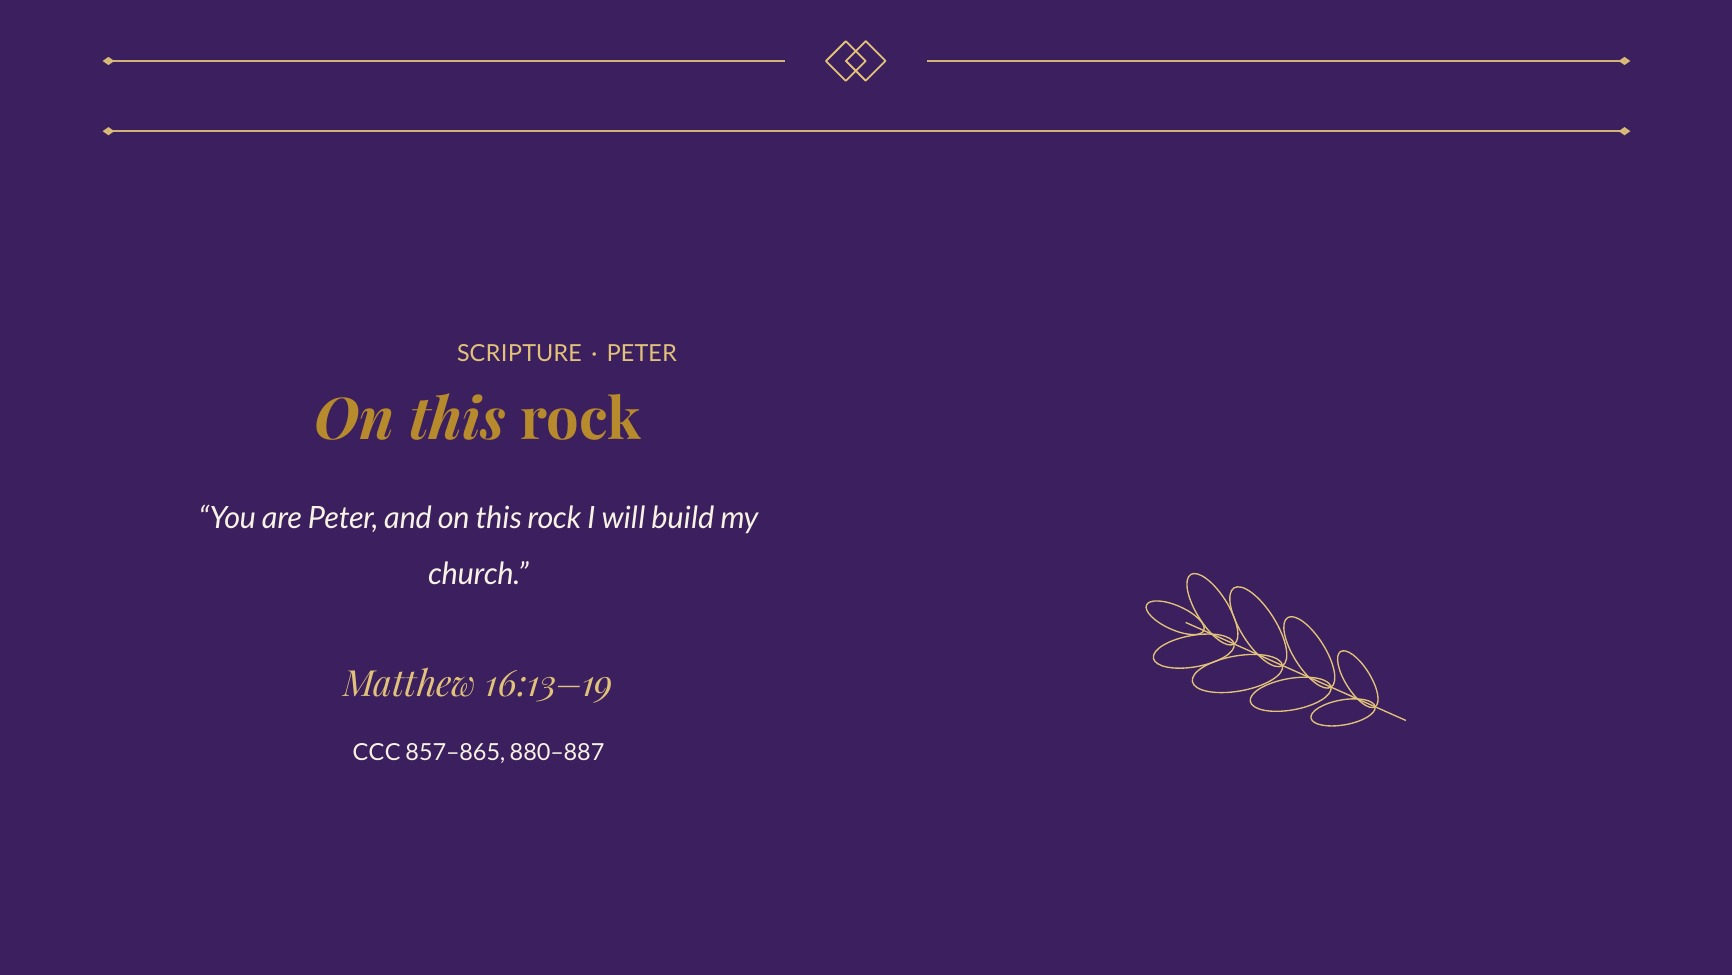 SCRIPTURE · PETER
On this rock
“You are Peter, and on this rock I will build my
church.”
Matthew 16:13—19
CCC 857–865, 880–887